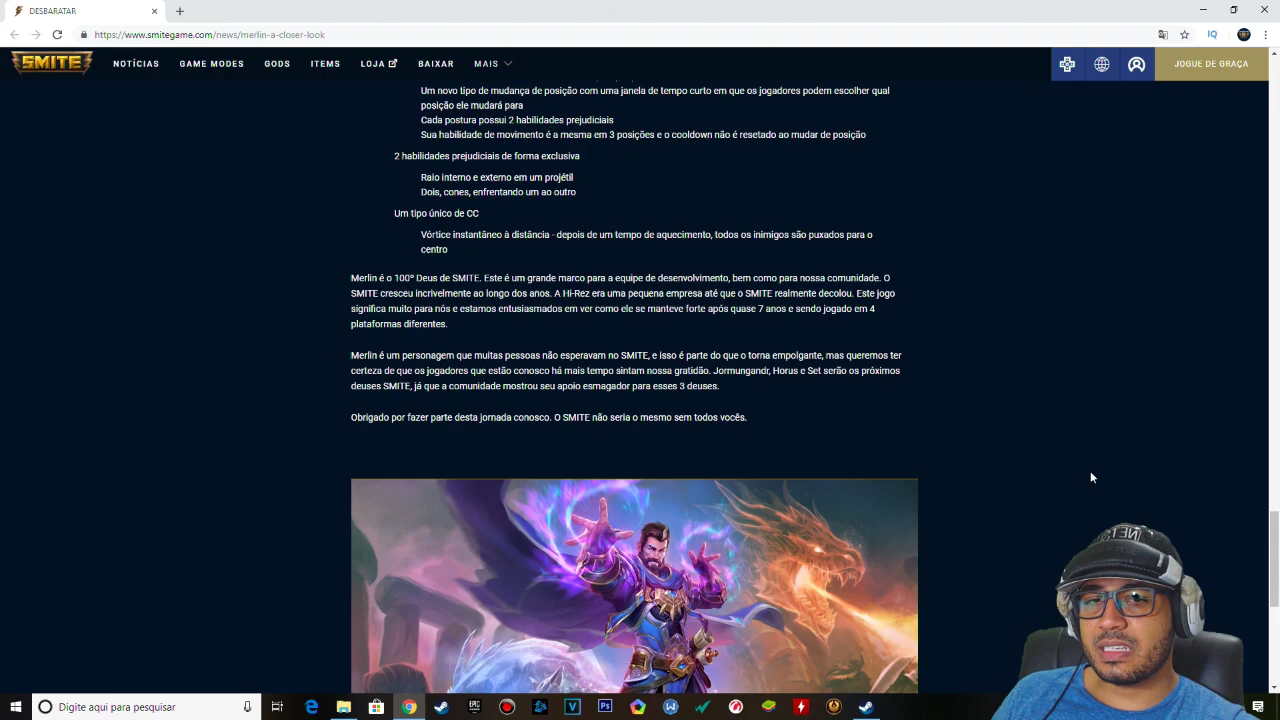 DESBARATAR
https://www.smitegame.com/news/merlin-a-closer-look
IQ
SMITE
NOTÍCIAS
GAME MODES
GODS
ITEMS
LOJA
BAIXAR
MAIS
JOGUE DE GRAÇA
Um novo tipo de mudança de posição com uma janela de tempo curto em que os jogadores podem escolher qual
posição ele mudará para
Cada postura possui 2 habilidades prejudiciais
Sua habilidade de movimento é a mesma em 3 posições e o cooldown não é resetado ao mudar de posição
2 habilidades prejudiciais de forma exclusiva
Raio interno e externo em um projétil
Dois, cones, enfrentando um ao outro
Um tipo único de CC
Vórtice instantâneo à distância - depois de um tempo de aquecimento, todos os inimigos são puxados para o
centro
Merlin é o 100º Deus de SMITE. Este é um grande marco para a equipe de desenvolvimento, bem como para nossa comunidade. O
SMITE cresceu incrivelmente ao longo dos anos. A Hi-Rez era uma pequena empresa até que o SMITE realmente decolou. Este jogo
significa muito para nós e estamos entusiasmados em ver como ele se manteve forte após quase 7 anos e sendo jogado em 4
plataformas diferentes.
Merlin é um personagem que muitas pessoas não esperavam no SMITE, e isso é parte do que o torna empolgante, mas queremos ter
certeza de que os jogadores que estão conosco há mais tempo sintam nossa gratidão. Jormungandr, Horus e Set serão os próximos
deuses SMITE, já que a comunidade mostrou seu apoio esmagador para esses 3 deuses.
Obrigado por fazer parte desta jornada conosco. O SMITE não seria o mesmo sem todos vocês.
Digite aqui para pesquisar